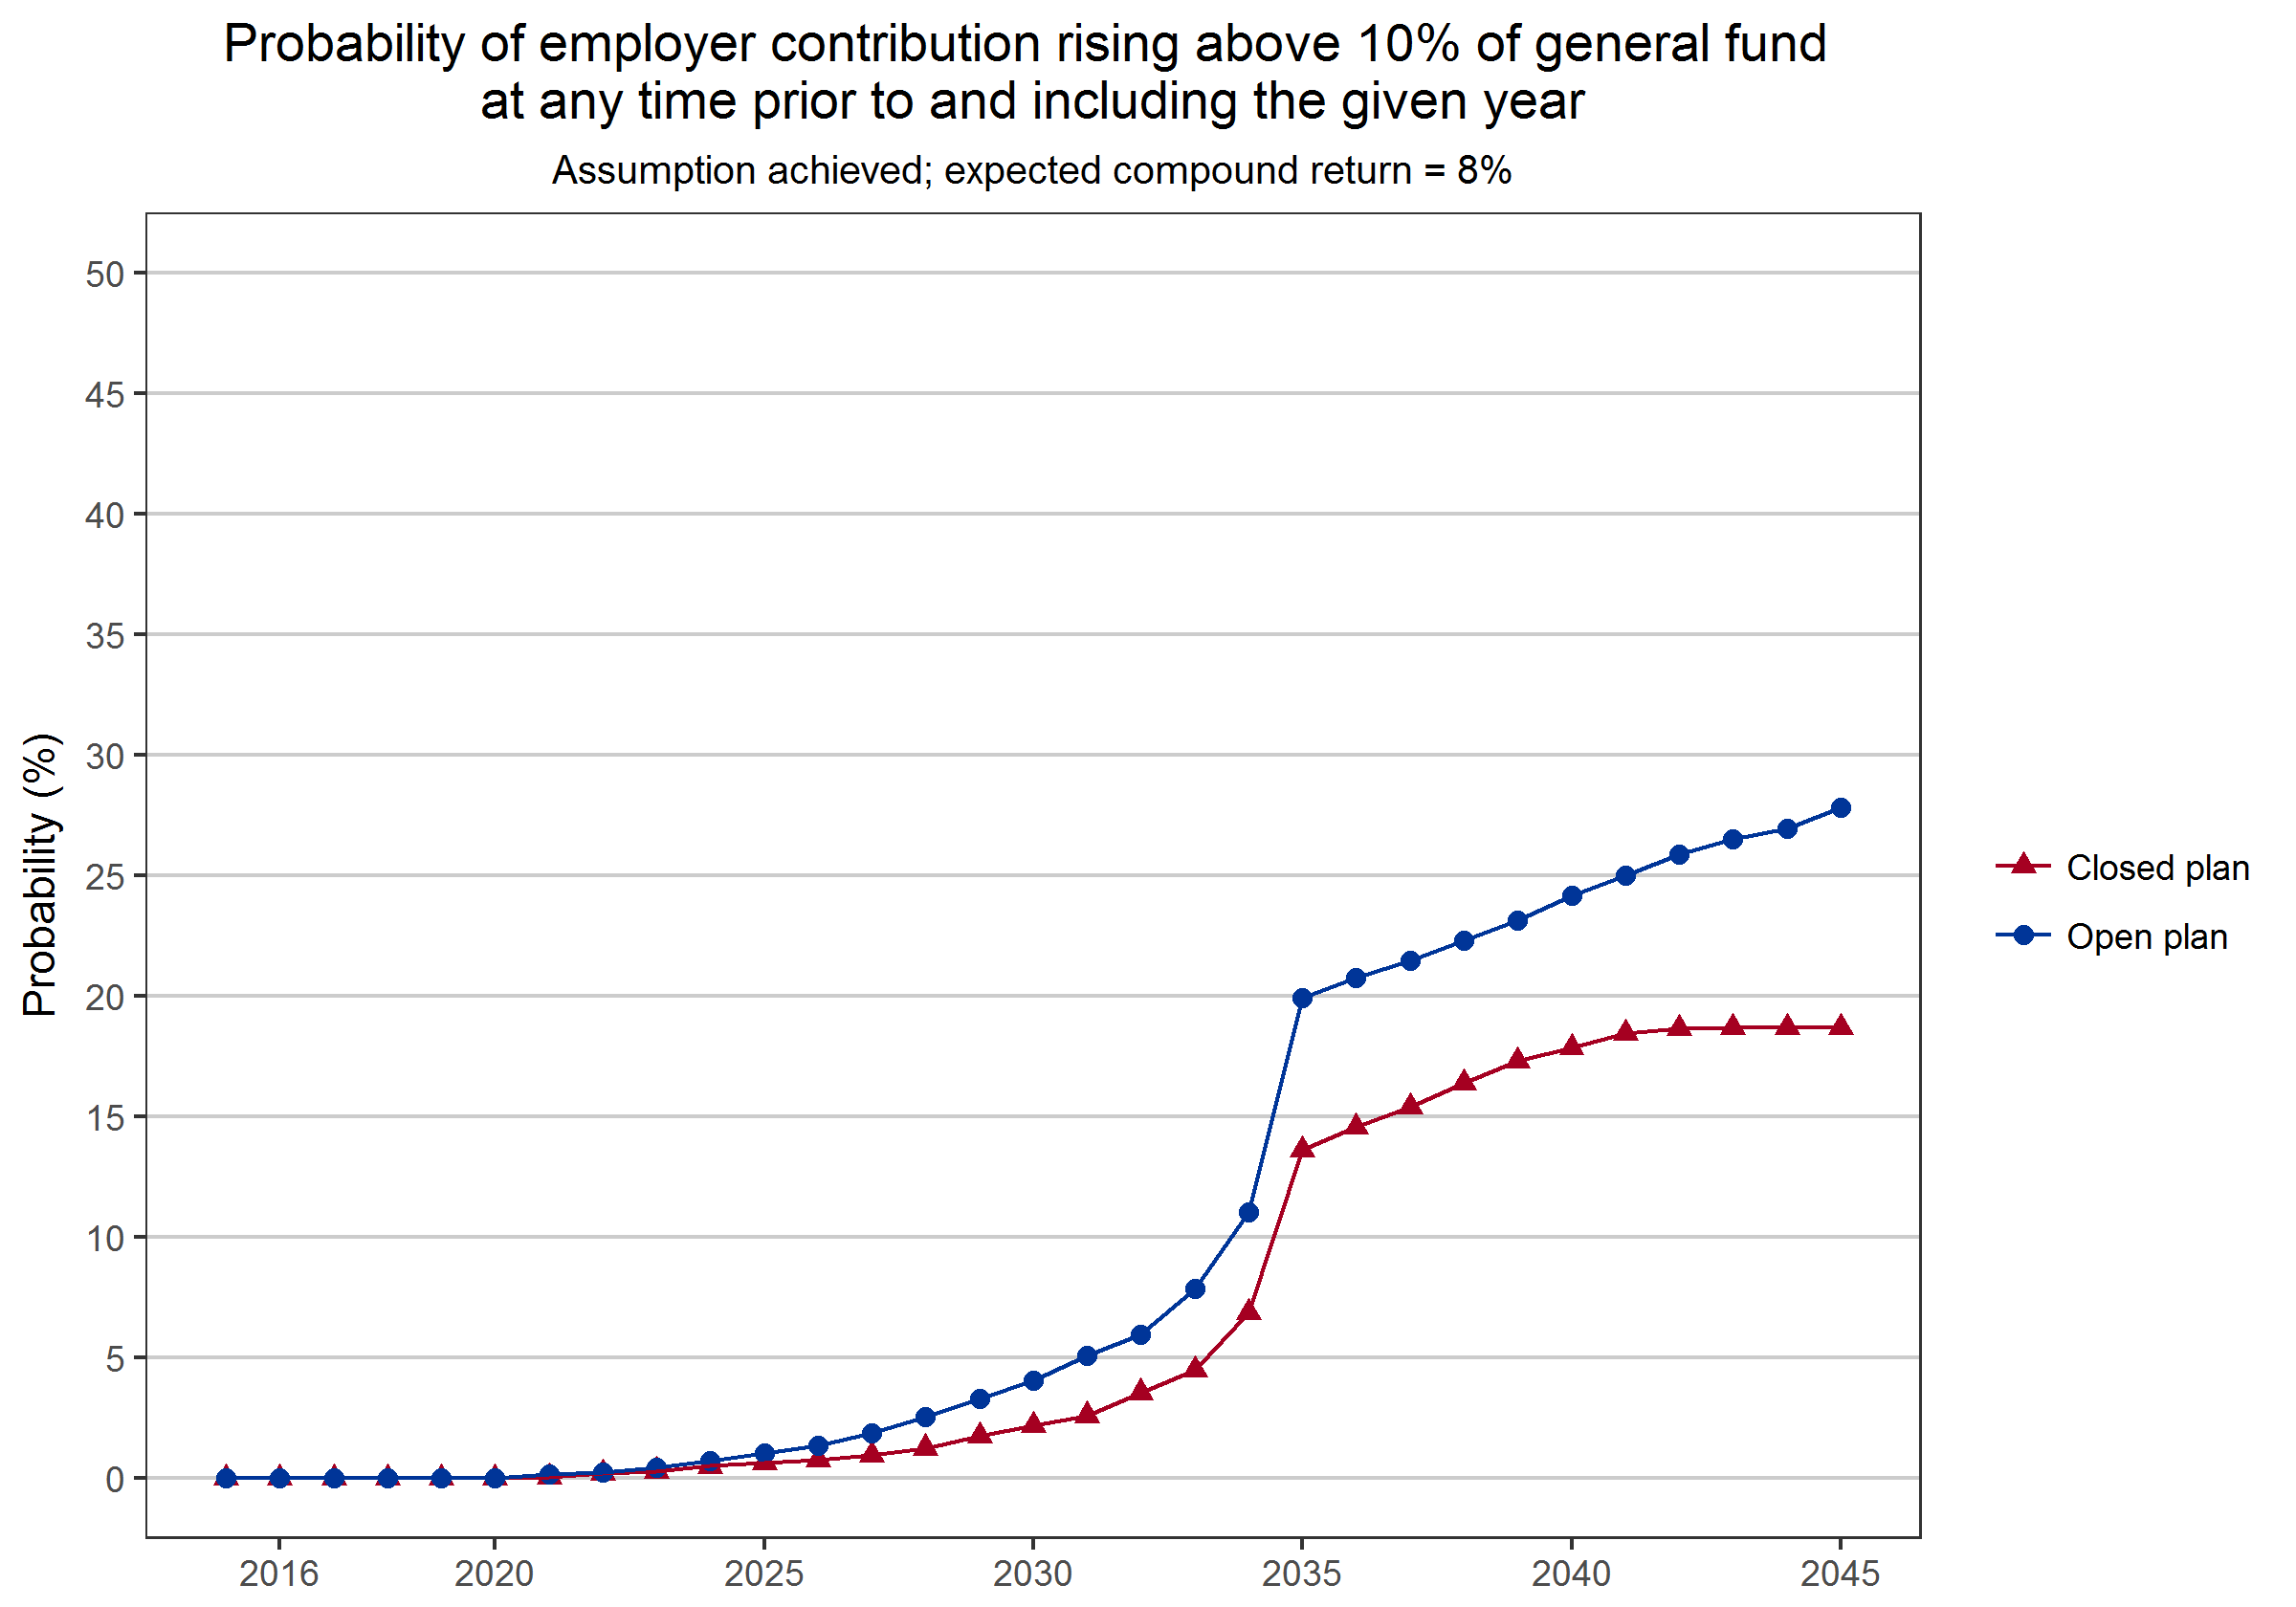 Probability of employer contribution rising above 10% of general fund
at any time prior to and including the given year
Assumption achieved; expected compound return = 8%
Probability (%)
50
45
40
35
30
25
20
15
10
5
0
2016 2020 2025 2030 2035 2040 2045
Closed plan
Open plan